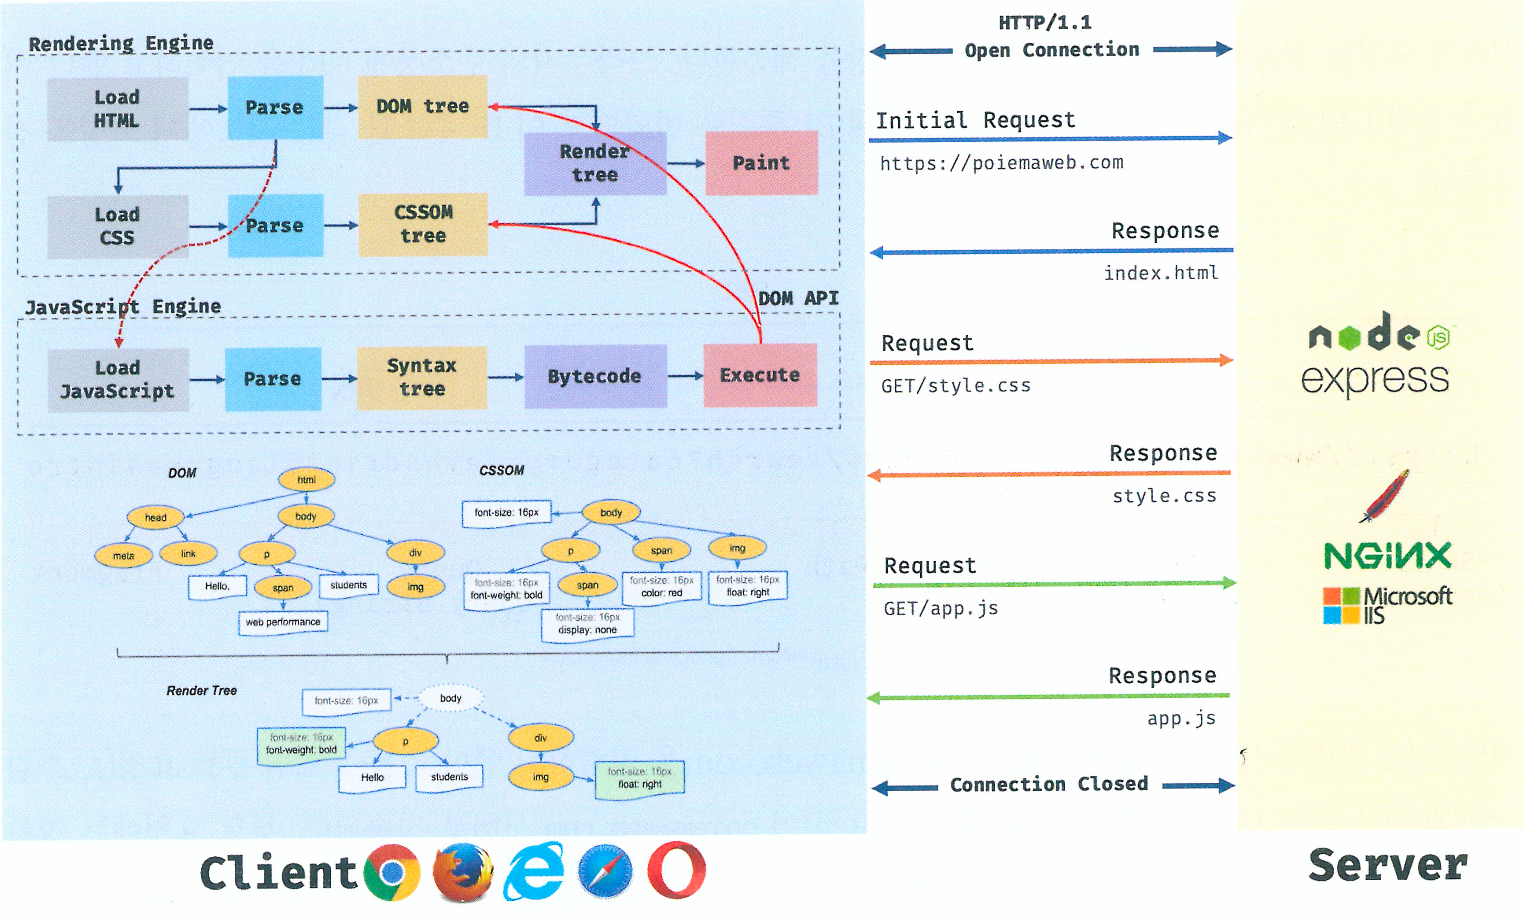 Rendering Engine
Load
HTML
Parse
DOM tree
Render
tree
Paint
Load
CSS
Parse
CSSOM
tree
JavaScript Engine
DOM API
Load
JavaScript
Parse
Syntax
tree
Bytecode
Execute
DOM
html
head
body
meta
link
p
div
Hello,
span
students
img
web performance
CSSOM
font-size: 16px
body
p
span
img
font-size: 16px
font-weight: bold
span
font-size: 16px
color: red
font-size: 16px
float: right
font-size: 16px
display: none
Render Tree
font-size: 16px
body
font-size: 16px
font-weight: bold
p
div
Hello
students
img
font-size: 16px
float: right
Client
HTTP/1.1
Open Connection
Initial Request
https://poiemaweb.com
Response
index.html
Request
GET/style.css
Response
style.css
Request
GET/app.js
Response
app.js
Connection Closed
node
JS
express
NGINX
Microsoft
IIS
Server